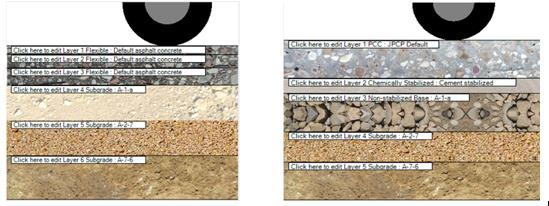 Click here to edit Layer 1 Flexible : Default asphalt concrete
Click here to edit Layer 2 Flexible : Default asphalt concrete
Click here to edit Layer 3 Flexible : Default asphalt concrete
Click here to edit Layer 4 Subgrade : A-1-a
Click here to edit Layer 5 Subgrade : A-2-7
Click here to edit Layer 6 Subgrade : A-7-6
Click here to edit Layer 1 PCC : JPCP Default
Click here to edit Layer 2 Chemically Stabilized : Cement stabilized
Click here to edit Layer 3 Non-stabilized Base : A-1-a
Click here to edit Layer 4 Subgrade : A-2-7
Click here to edit Layer 5 Subgrade : A-7-6